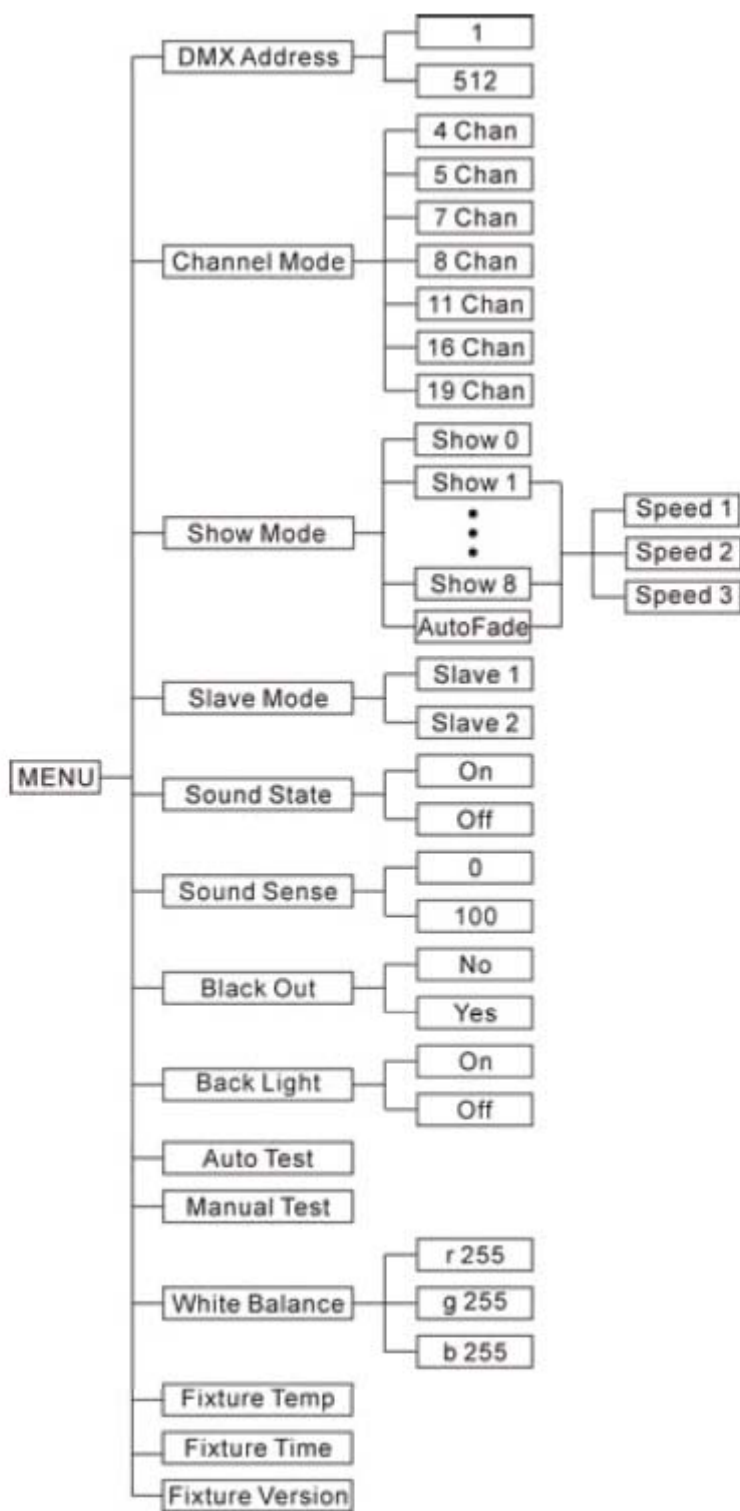 1
DMX Address
512
4 Chan
5 Chan
7 Chan
Channel Mode
8 Chan
11 Chan
16 Chan
19 Chan
Show 0
Show 1
Speed 1
Show Mode
Speed 2
Show 8
Speed 3
AutoFade
Slave 1
Slave Mode
Slave 2
MENU
On
Sound State
Off
0
Sound Sense
100
No
Black Out
Yes
On
Back Light
Off
Auto Test
Manual Test
r 255
White Balance
g 255
b 255
Fixture Temp
Fixture Time
Fixture Version